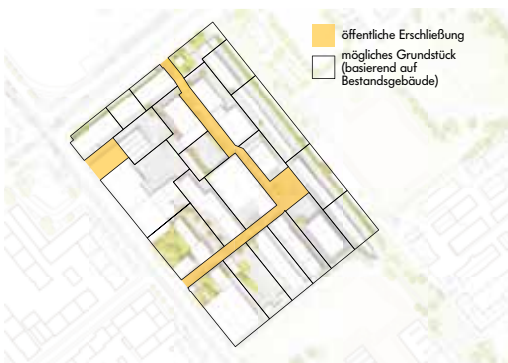 öffentliche Erschließung
mögliches Grundstück
(basierend auf
Bestandsgebäude)